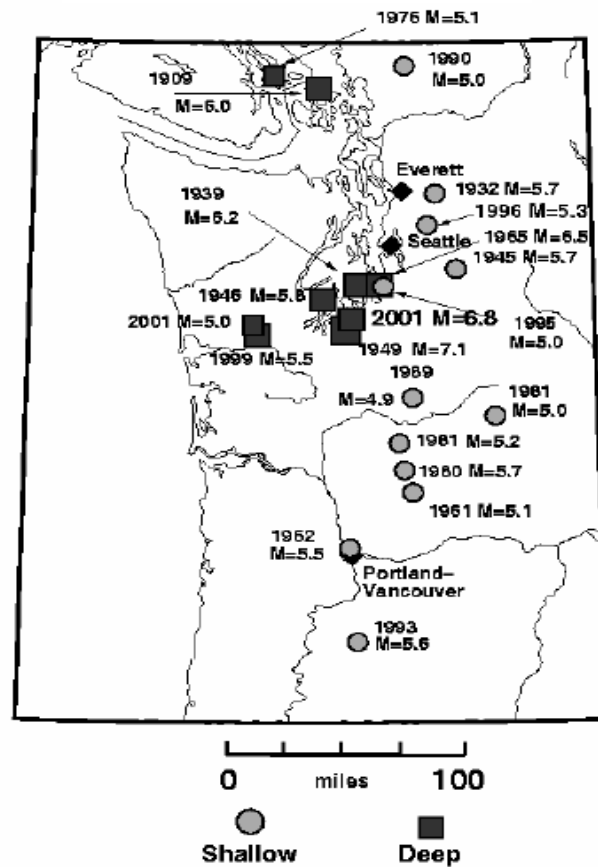 1976 M=5.1
1909
M=6.0
1990
M=5.0
Everett
1939
M=6.2
1932 M=5.7
1996 M=5.3
Seattle
1965 M=6.5
1945 M=5.7
1946 M=5.8
2001 M=5.0
2001 M=6.8
1995
M=5.0
1999 M=5.5
1949 M=7.1
1989
M=4.9
1981
M=5.0
1981 M=5.2
1980 M=5.7
1961 M=5.1
1962
M=5.5
Portland–
Vancouver
1993
M=5.6
0 miles 100
Shallow Deep